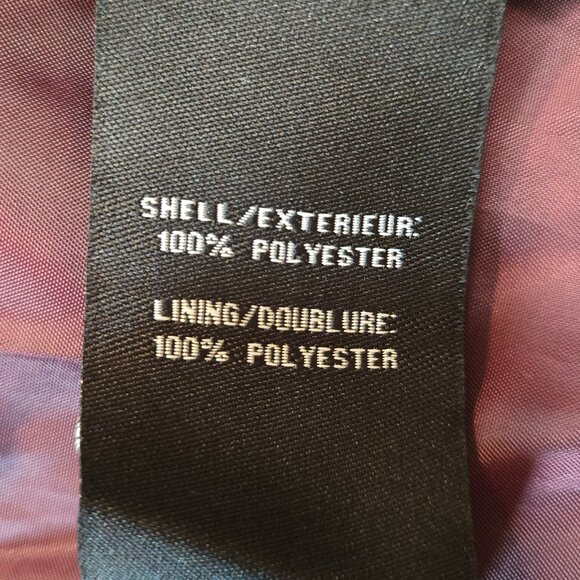 SHELL/EXTERIEUR:
100% POLYESTER
LINING/DOUBLURE:
100% POLYESTER